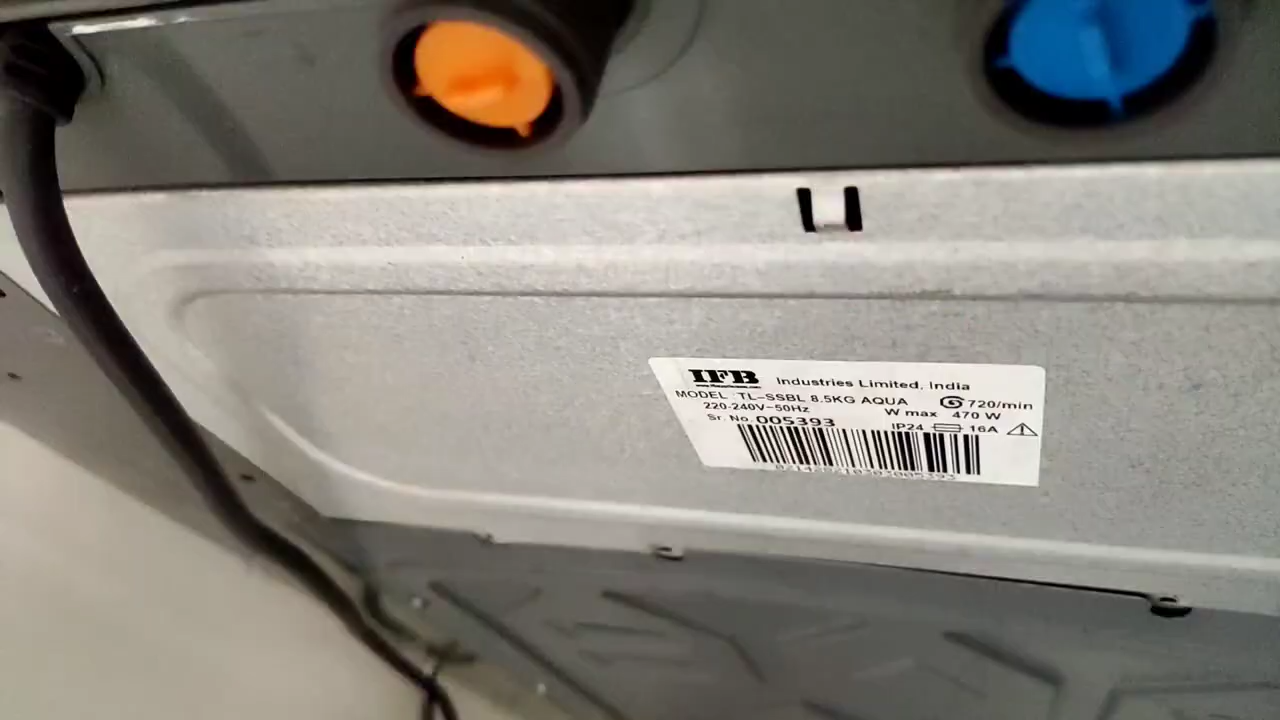 IFB Industries Limited, India
MODEL : TL-SSBL 8.5KG AQUA 720/min
220-240V~50Hz W max 470 W
Sr. No. 005393 IP24 16A